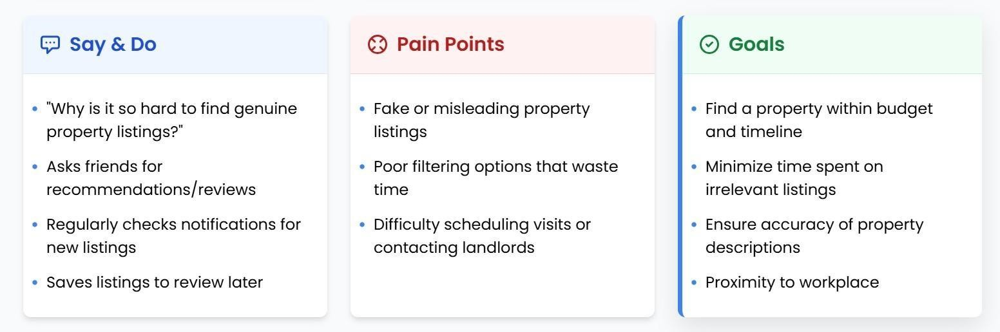 Say & Do
"Why is it so hard to find genuine
property listings?"
Asks friends for
recommendations/reviews
Regularly checks notifications for
new listings
Saves listings to review later
Pain Points
Fake or misleading property
listings
Poor filtering options that waste
time
Difficulty scheduling visits or
contacting landlords
Goals
Find a property within budget
and timeline
Minimize time spent on
irrelevant listings
Ensure accuracy of property
descriptions
Proximity to workplace